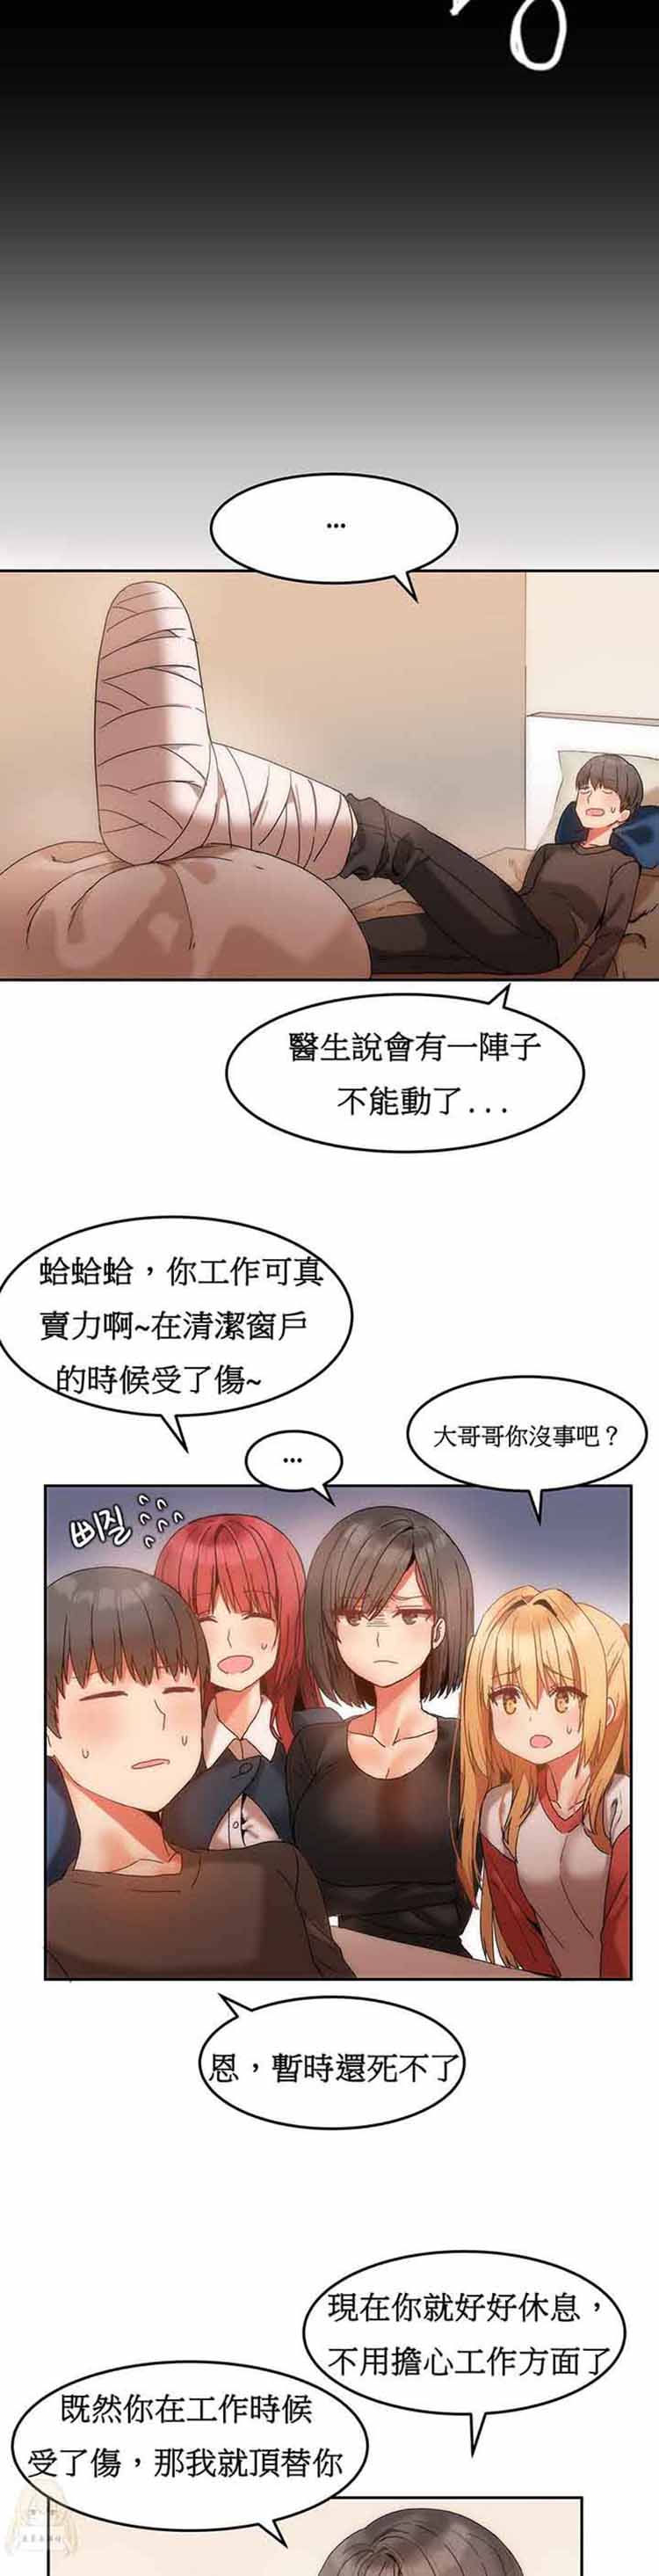 ...
醫生說會有一陣子
不能動了...
蛤蛤蛤，你工作可真
賣力啊~在清潔窗戶
的時候受了傷~
大哥哥你沒事吧？
...
삐질
恩，暫時還死不了
現在你就好好休息，
不用擔心工作方面了
既然你在工作時候
受了傷，那我就頂替你